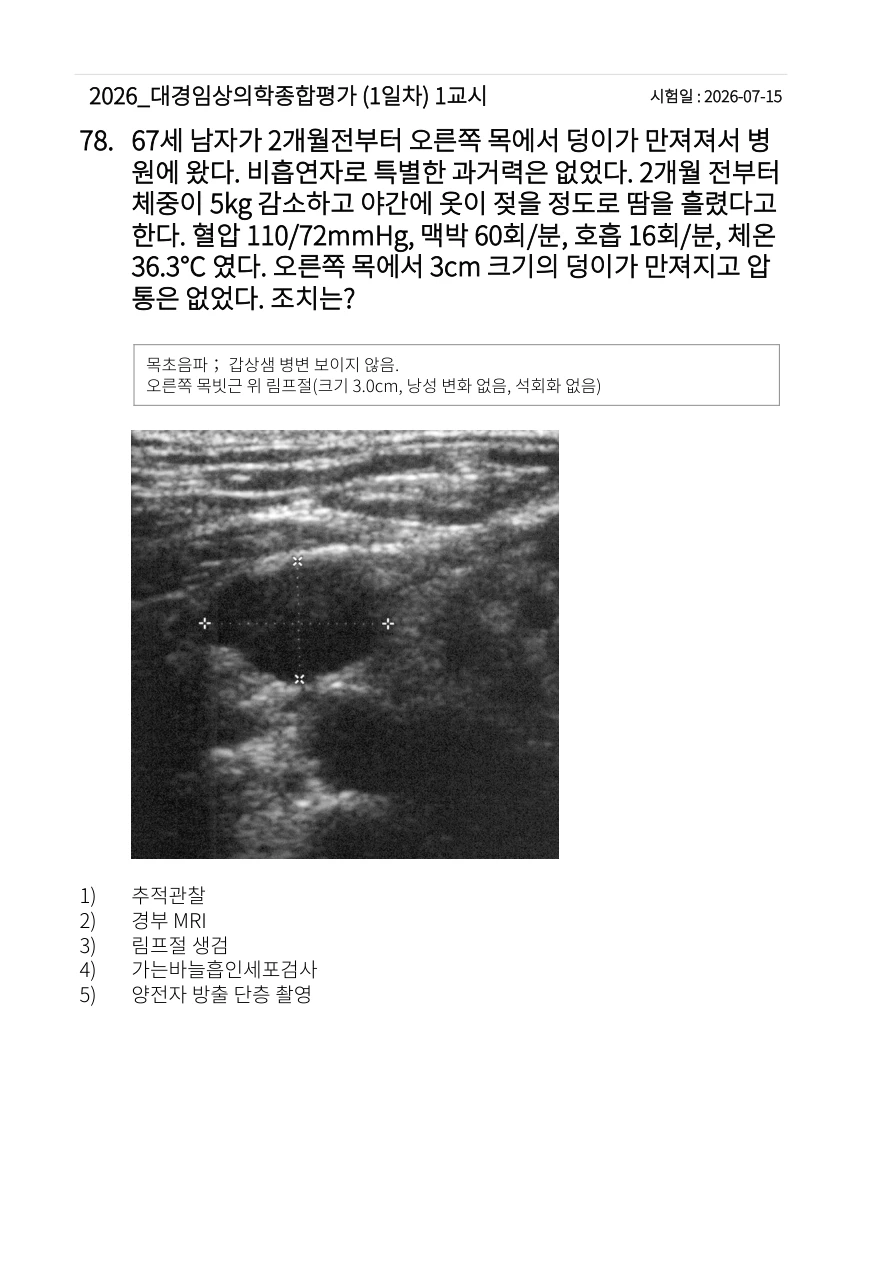 2026_대경임상의학종합평가 (1일차) 1교시
시험일 : 2026-07-15
78. 67세 남자가 2개월전부터 오른쪽 목에서 덩이가 만져져서 병
원에 왔다. 비흡연자로 특별한 과거력은 없었다. 2개월 전부터
체중이 5kg 감소하고 야간에 옷이 젖을 정도로 땀을 흘렸다고
한다. 혈압 110/72mmHg, 맥박 60회/분, 호흡 16회/분, 체온
36.3℃ 였다. 오른쪽 목에서 3cm 크기의 덩이가 만져지고 압
통은 없었다. 조치는?
목초음파 ; 갑상샘 병변 보이지 않음.
오른쪽 목빗근 위 림프절(크기 3.0cm, 낭성 변화 없음, 석회화 없음)
1) 추적관찰
2) 경부 MRI
3) 림프절 생검
4) 가는바늘흡인세포검사
5) 양전자 방출 단층 촬영